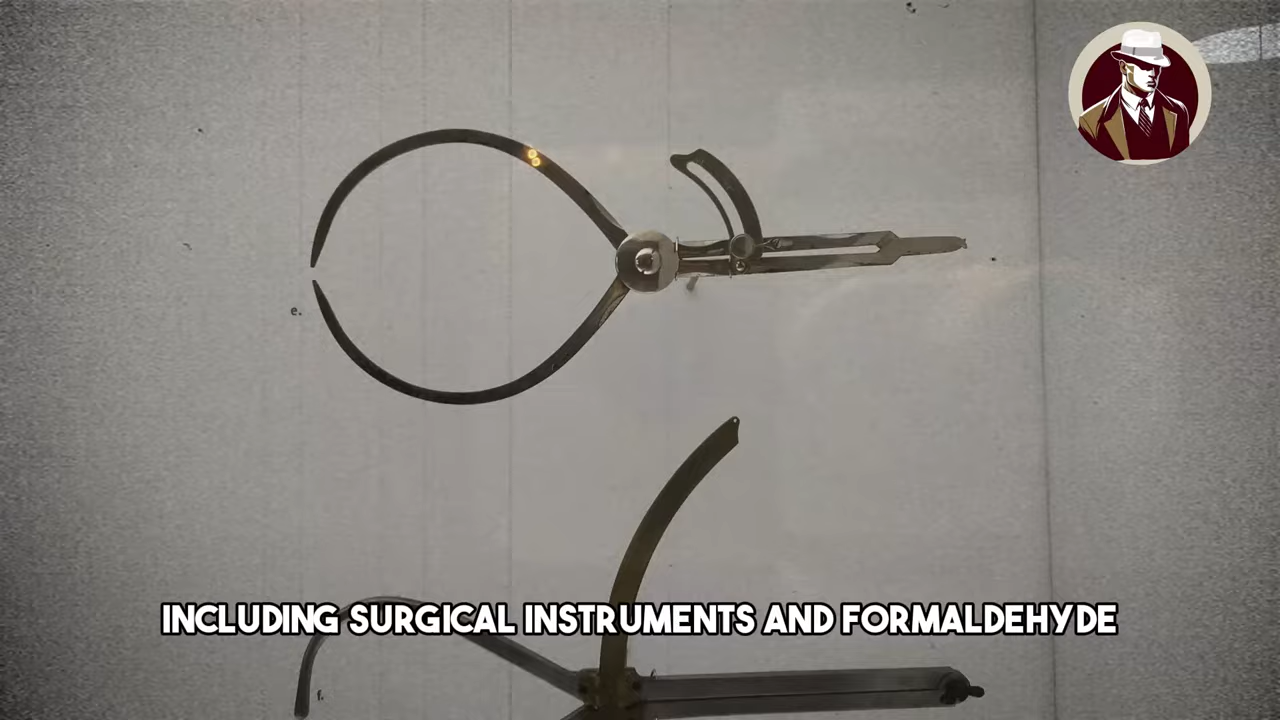 e.
INCLUDING SURGICAL INSTRUMENTS AND FORMALDEHYDE
f.